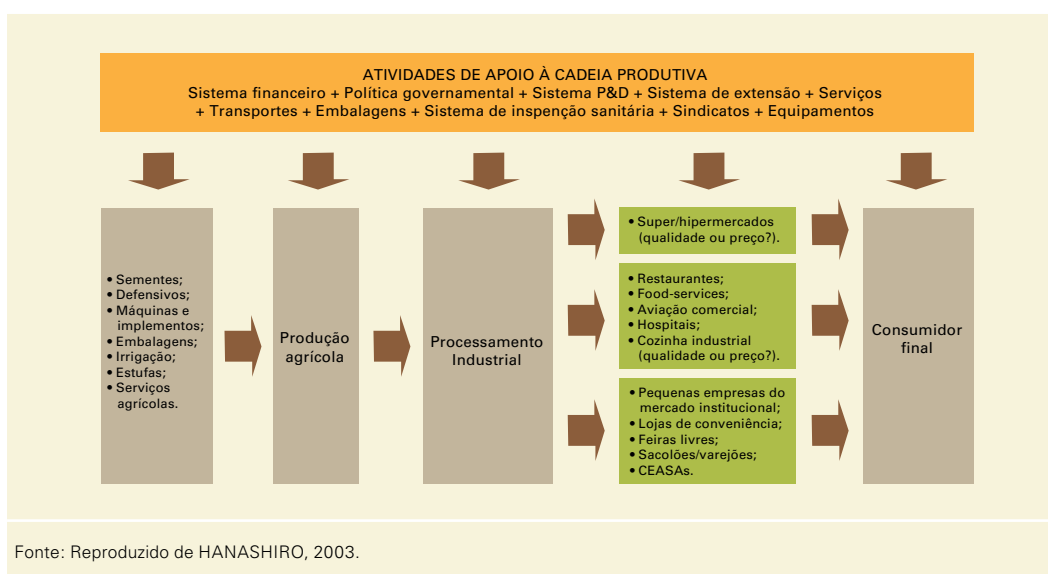 ATIVIDADES DE APOIO À CADEIA PRODUTIVA
Sistema financeiro + Política governamental + Sistema P&D + Sistema de extensão + Serviços
+ Transportes + Embalagens + Sistema de inspenção sanitária + Sindicatos + Equipamentos
• Sementes;
• Defensivos;
• Máquinas e
implementos;
• Embalagens;
• Irrigação;
• Estufas;
• Serviços
agrícolas.
Produção
agrícola
Processamento
Industrial
• Super/hipermercados
(qualidade ou preço?).
• Restaurantes;
• Food-services;
• Aviação comercial;
• Hospitais;
• Cozinha industrial
(qualidade ou preço?).
• Pequenas empresas do
mercado institucional;
• Lojas de conveniência;
• Feiras livres;
• Sacolões/varejões;
• CEASAs.
Consumidor
final
Fonte: Reproduzido de HANASHIRO, 2003.